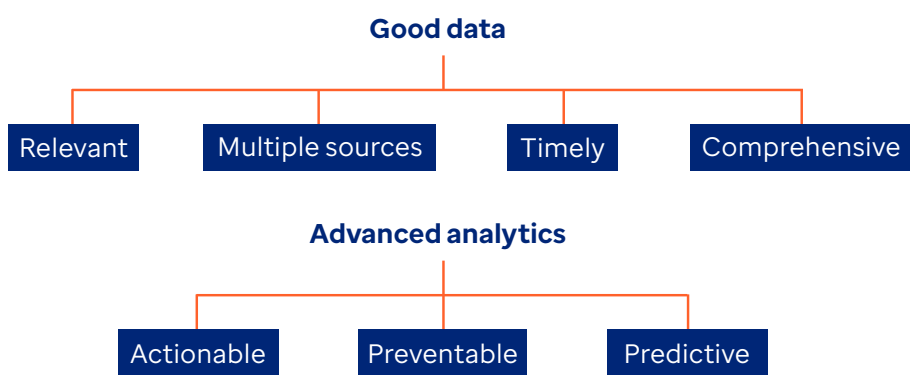 Good data
Relevant Multiple sources Timely Comprehensive
Advanced analytics
Actionable Preventable Predictive